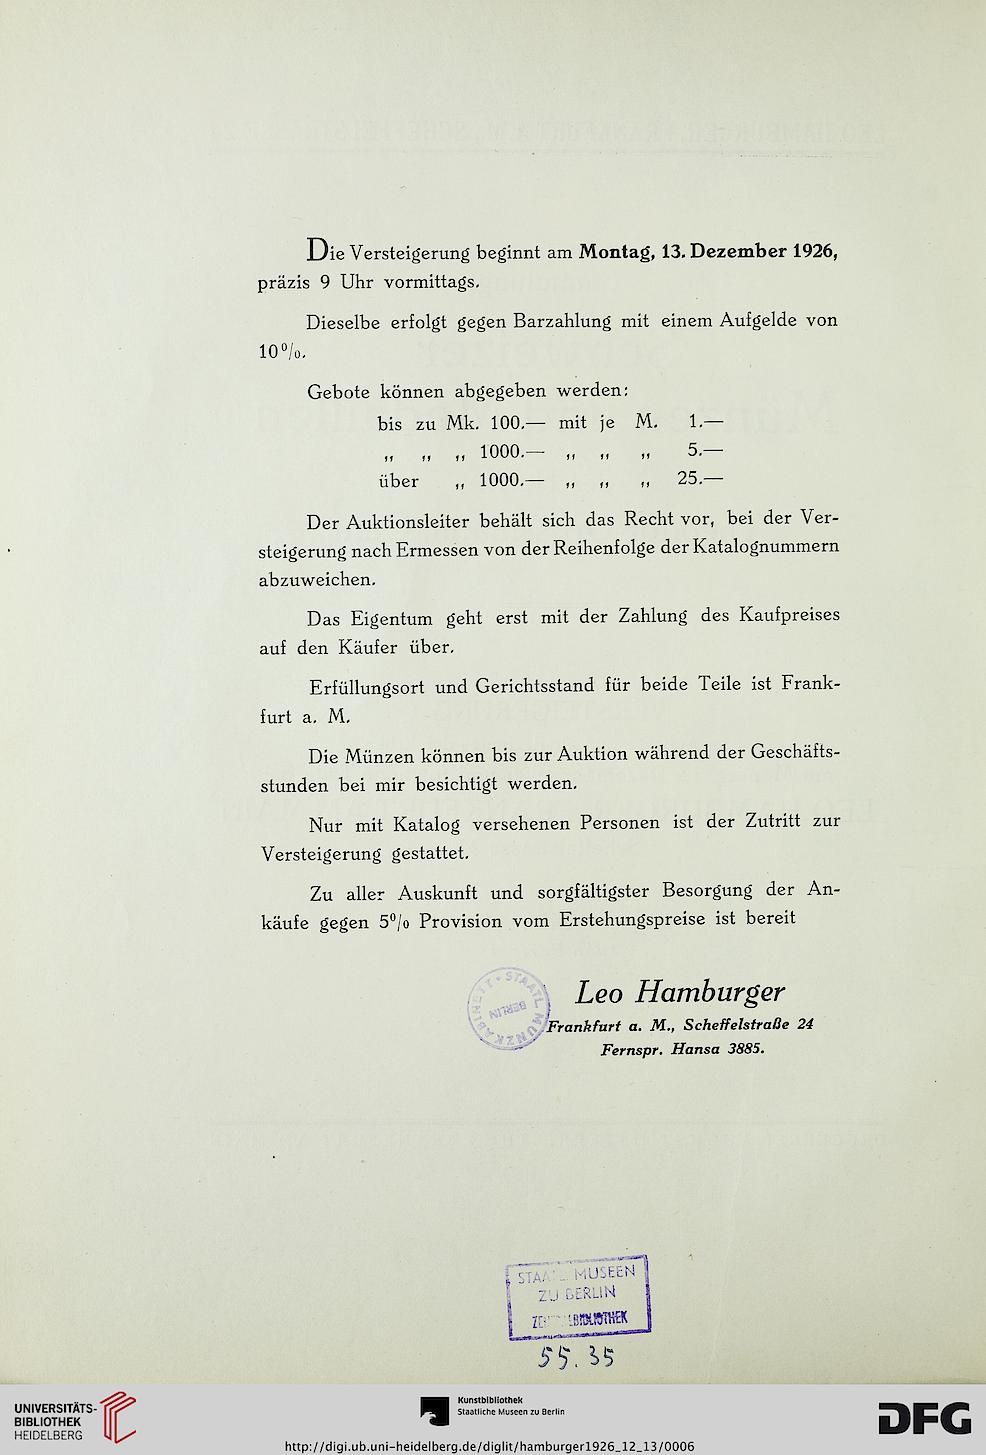 Die Versteigerung beginnt am Montag, 13. Dezember 1926,
präzis 9 Uhr vormittags.
Dieselbe erfolgt gegen Barzahlung mit einem Aufgelde von
10%.
Gebote können abgegeben werden:
bis zu Mk. 100.— mit je M. 1.—
„ „ „ 1000.— „ „ „ 5.—
über „ 1000.— „ „ „ 25.—
Der Auktionsleiter behält sich das Recht vor, bei der Ver-
steigerung nach Ermessen von der Reihenfolge der Katalognummern
abzuweichen.
Das Eigentum geht erst mit der Zahlung des Kaufpreises
auf den Käufer über.
Erfüllungsort und Gerichtsstand für beide Teile ist Frank-
furt a. M.
Die Münzen können bis zur Auktion während der Geschäfts-
stunden bei mir besichtigt werden.
Nur mit Katalog versehenen Personen ist der Zutritt zur
Versteigerung gestattet.
Zu aller Auskunft und sorgfältigster Besorgung der An-
käufe gegen 5% Provision vom Erstehungspreise ist bereit
Leo Hamburger
Frankfurt a. M., Scheffelstraße 24
Fernspr. Hansa 3885.
STAATL. MÜNZKABINETT
BERLIN
MUSEEN
ZU BERLIN
55.35
UNIVERSITÄTS-
BIBLIOTHEK
HEIDELBERG
Kunstbibliothek
Staatliche Museen zu Berlin
DFG
http://digi.ub.uni-heidelberg.de/diglit/hamburger1926_12_13/0006